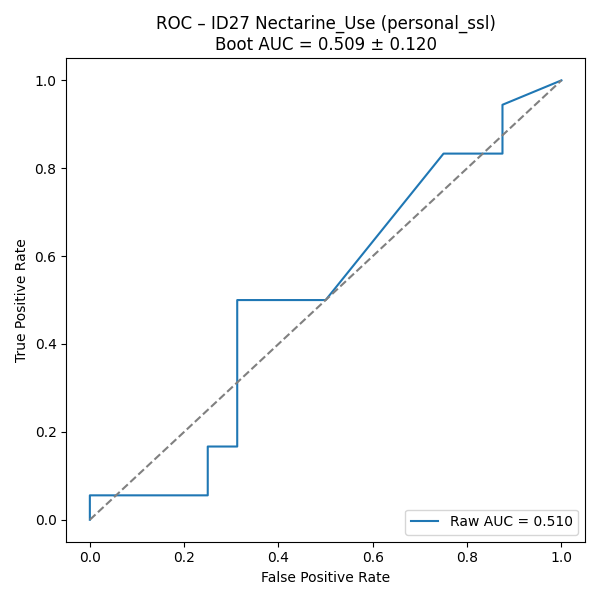 ROC – ID27 Nectarine_Use (personal_ssl)
Boot AUC = 0.509 ± 0.120
1.0
0.8
0.6
0.4
0.2
0.0
True Positive Rate
Raw AUC = 0.510
0.0 0.2 0.4 0.6 0.8 1.0
False Positive Rate